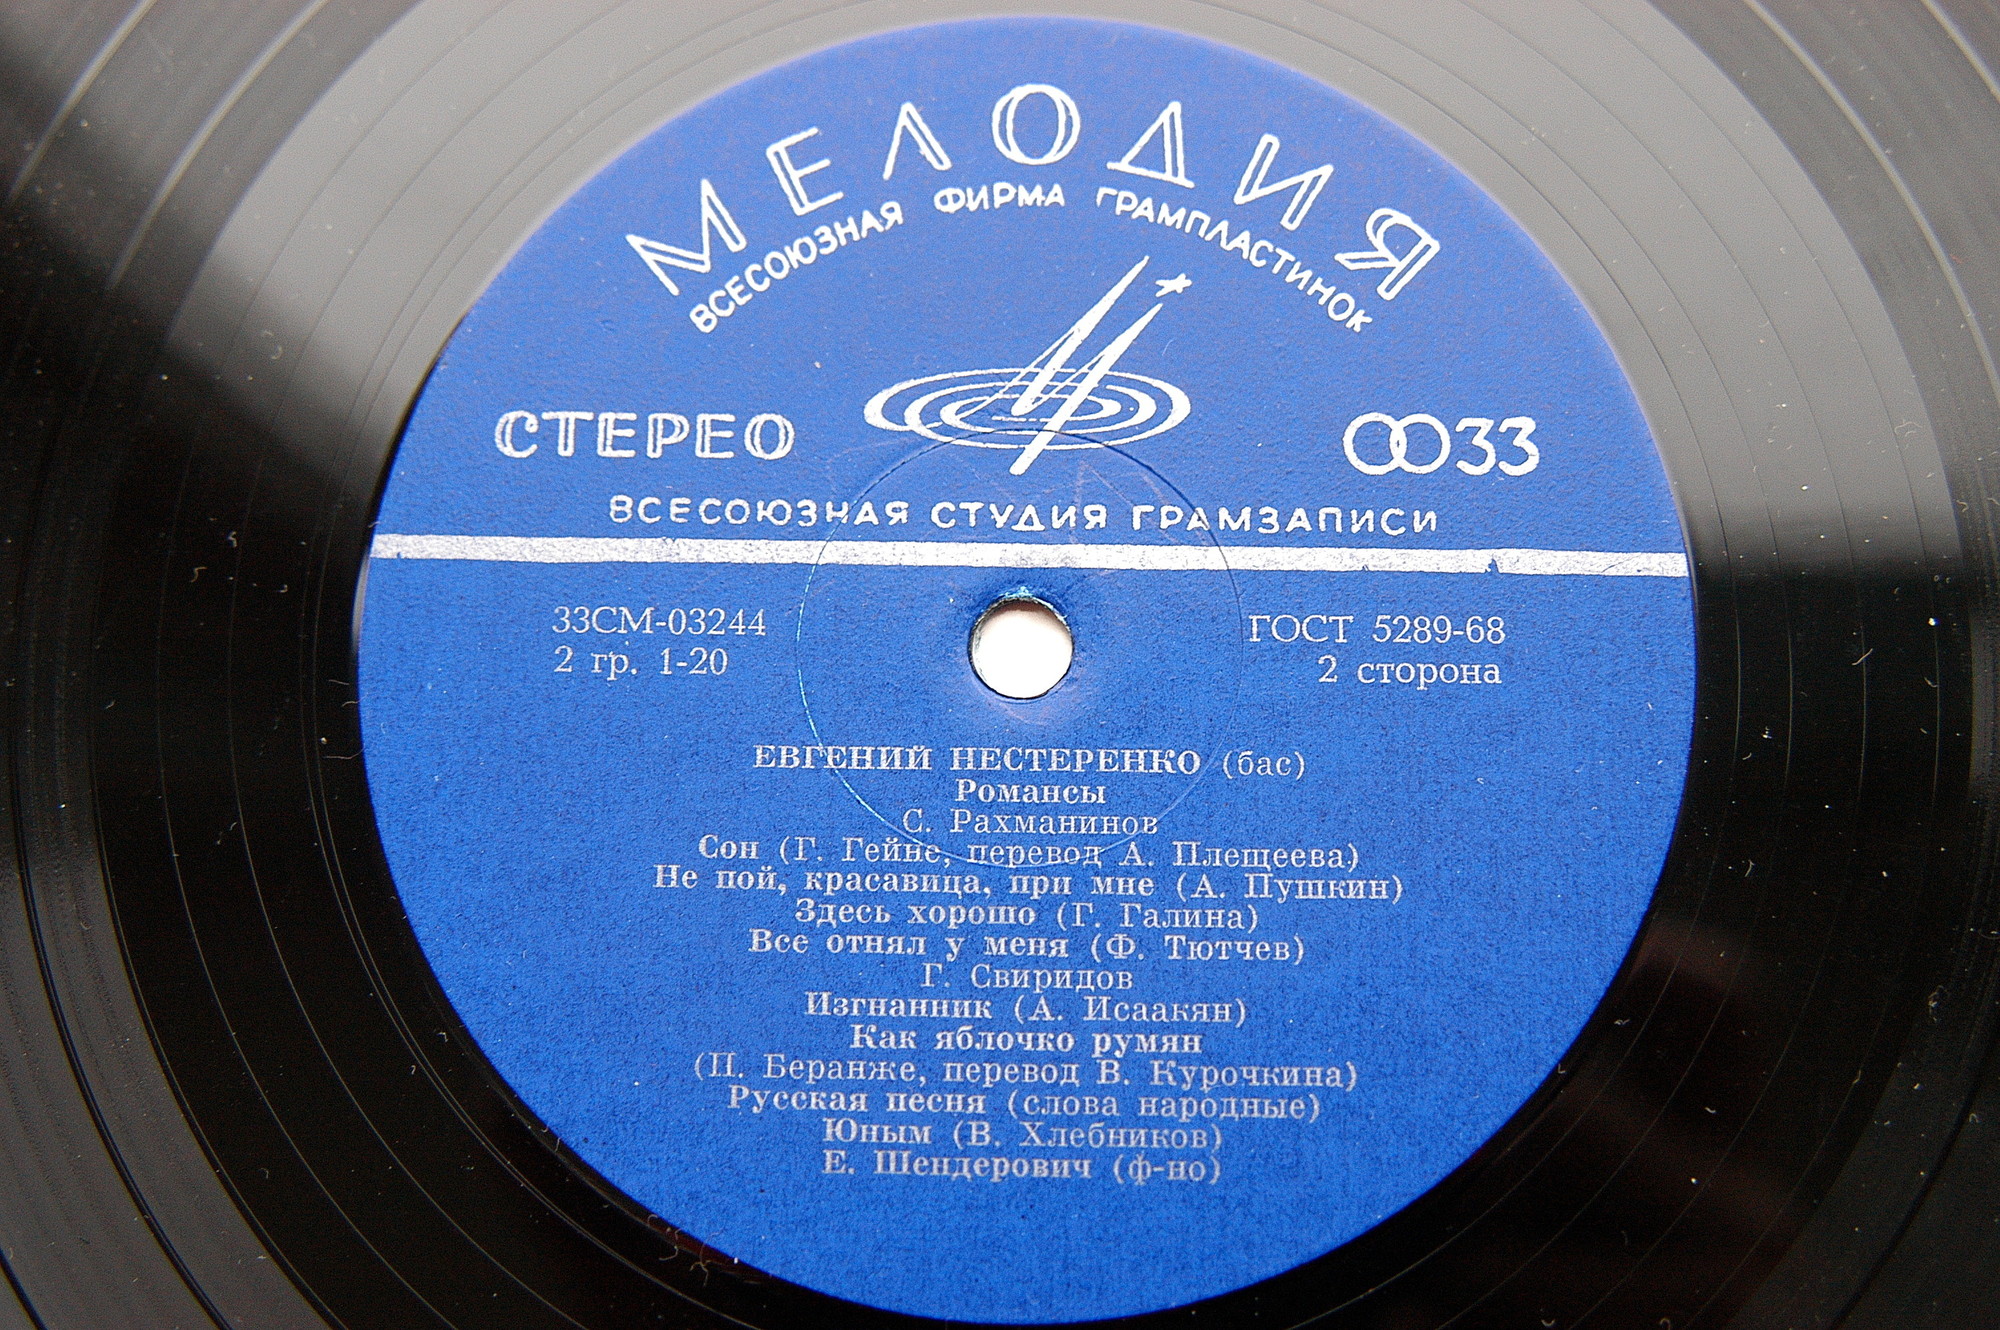 МЕЛОДИЯ
ВСЕСОЮЗНАЯ ФИРМА ГРАМПЛАСТИНОК
СТЕРЕО
0033
ВСЕСОЮЗНАЯ СТУДИЯ ГРАМЗАПИСИ
33СМ-03244
2 гр. 1-20
ГОСТ 5289-68
2 сторона
ЕВГЕНИЙ НЕСТЕРЕНКО (бас)
Романсы
С. Рахманинов
Сон (Г. Гейне, перевод А. Плещеева)
Не пой, красавица, при мне (А. Пушкин)
Здесь хорошо (Г. Галина)
Все отнял у меня (Ф. Тютчев)
Г. Свиридов
Изгнанник (А. Исаакян)
Как яблочко румян
(П. Беранже, перевод В. Курочкина)
Русская песня (слова народные)
Юным (В. Хлебников)
Е. Шендерович (ф-но)